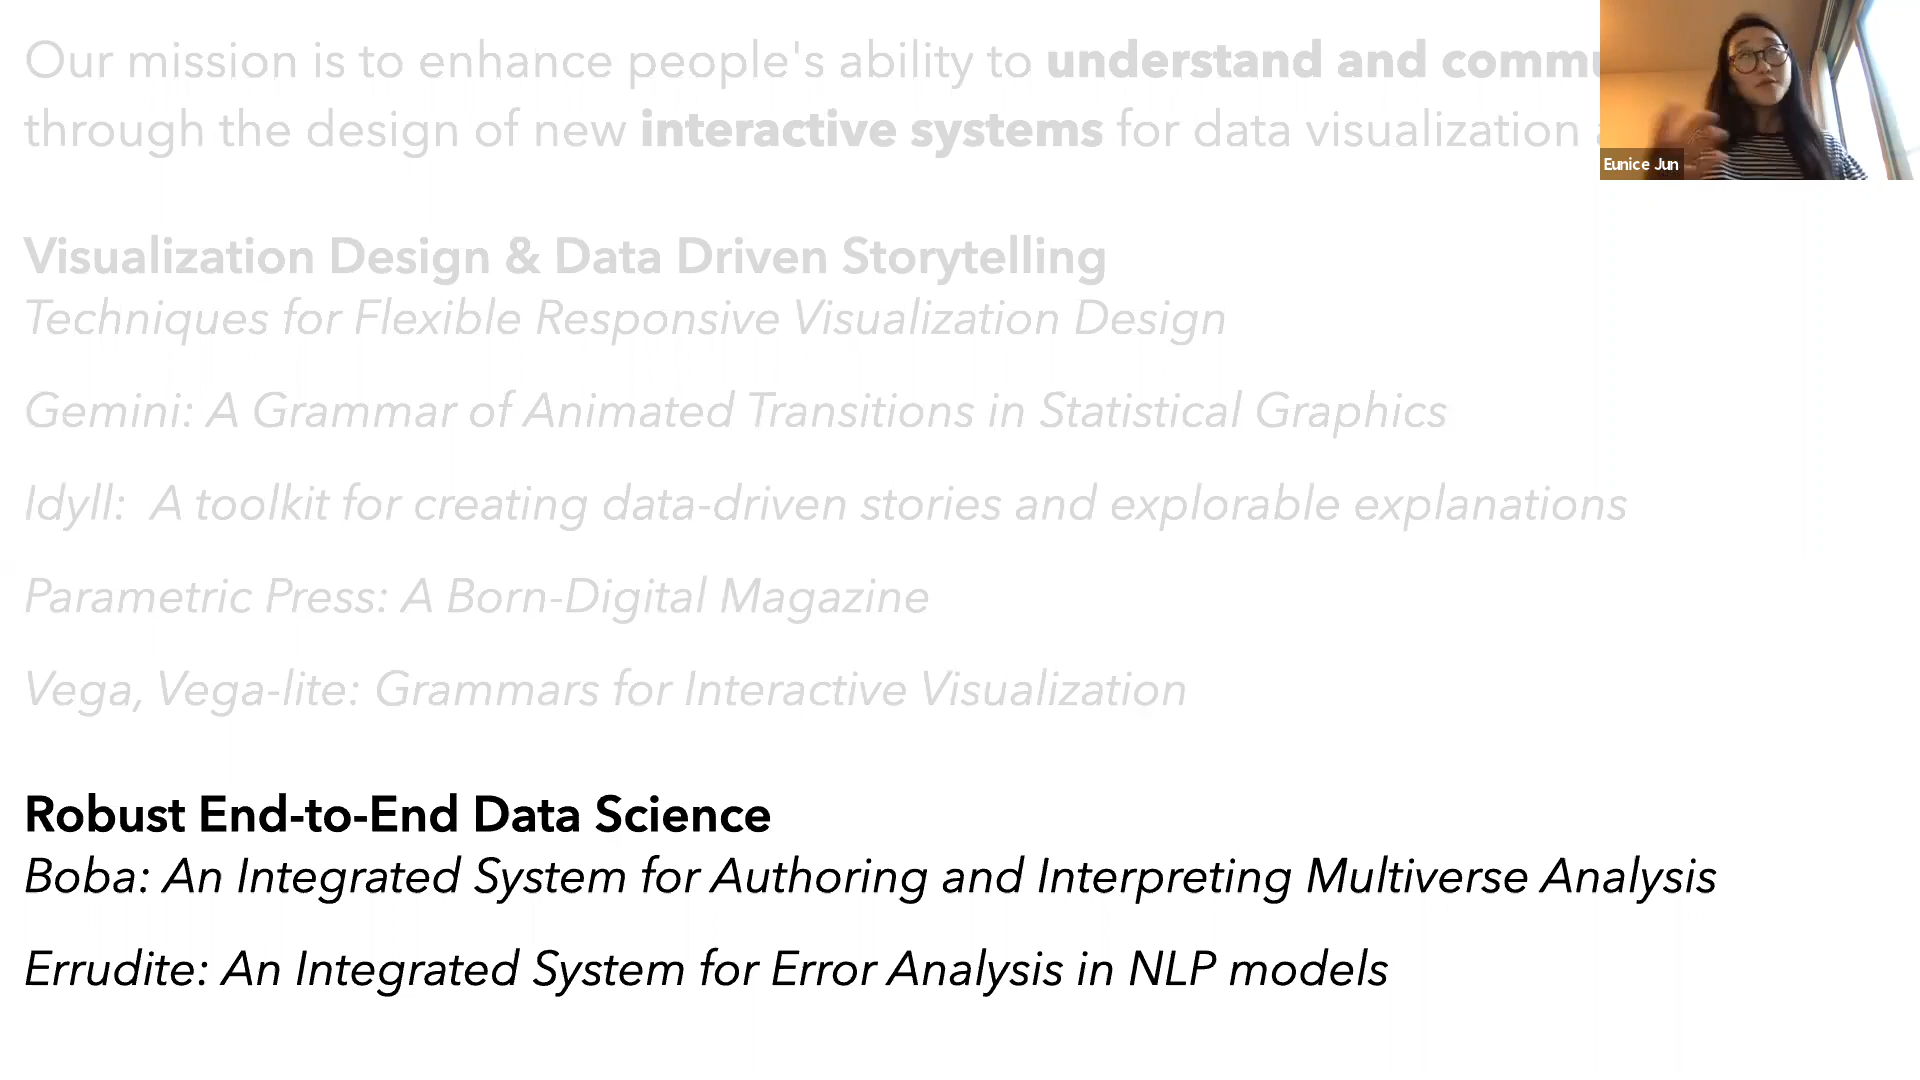 Our mission is to enhance people's ability to understand and
through the design of new interactive systems for data visualization
Eunice Jun
Visualization Design & Data Driven Storytelling
Techniques for Flexible Responsive Visualization Design
Gemini: A Grammar of Animated Transitions in Statistical Graphics
Idyll: A toolkit for creating data-driven stories and explorable explanations
Parametric Press: A Born-Digital Magazine
Vega, Vega-lite: Grammars for Interactive Visualization
Robust End-to-End Data Science
Boba: An Integrated System for Authoring and Interpreting Multiverse Analysis
Errudite: An Integrated System for Error Analysis in NLP models